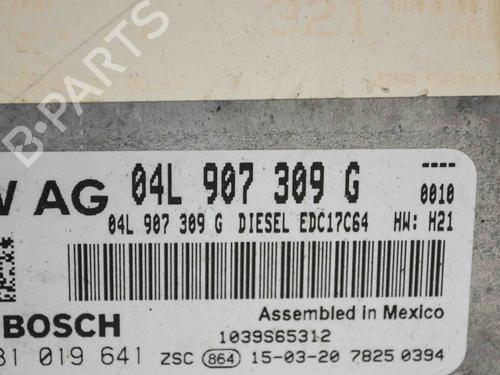 321
B-PARTS
W AG 04L 907 309 G
----
0010
04L 907 309 G DIESEL EDC17C64 HW: H21
Assembled in Mexico
BOSCH
1039S65312
81 019 641 ZSC 864 15-03-20 7825 0394